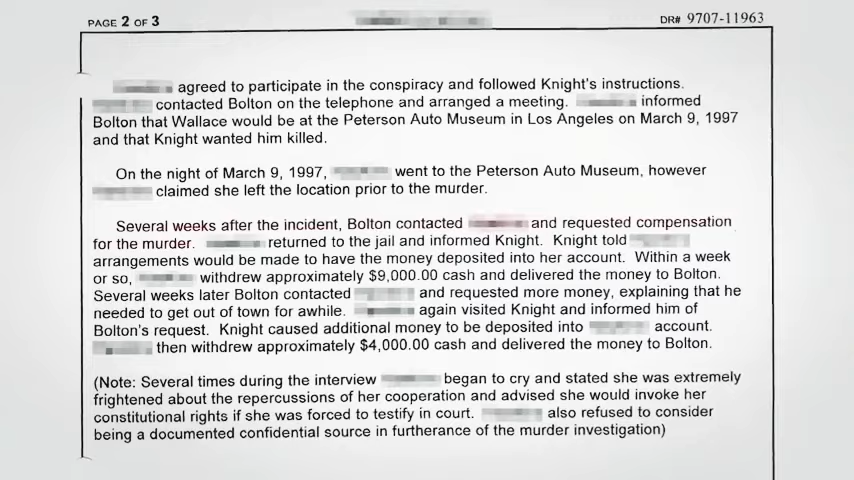 PAGE 2 OF 3
DR# 9707-11963
agreed to participate in the conspiracy and followed Knight's instructions.
contacted Bolton on the telephone and arranged a meeting. informed
Bolton that Wallace would be at the Peterson Auto Museum in Los Angeles on March 9, 1997
and that Knight wanted him killed.
On the night of March 9, 1997, went to the Peterson Auto Museum, however
claimed she left the location prior to the murder.
Several weeks after the incident, Bolton contacted and requested compensation
for the murder. returned to the jail and informed Knight. Knight told
arrangements would be made to have the money deposited into her account. Within a week
or so, withdrew approximately $9,000.00 cash and delivered the money to Bolton.
Several weeks later Bolton contacted and requested more money, explaining that he
needed to get out of town for awhile. again visited Knight and informed him of
Bolton's request. Knight caused additional money to be deposited into account.
then withdrew approximately $4,000.00 cash and delivered the money to Bolton.
(Note: Several times during the interview began to cry and stated she was extremely
frightened about the repercussions of her cooperation and advised she would invoke her
constitutional rights if she was forced to testify in court. also refused to consider
being a documented confidential source in furtherance of the murder investigation)